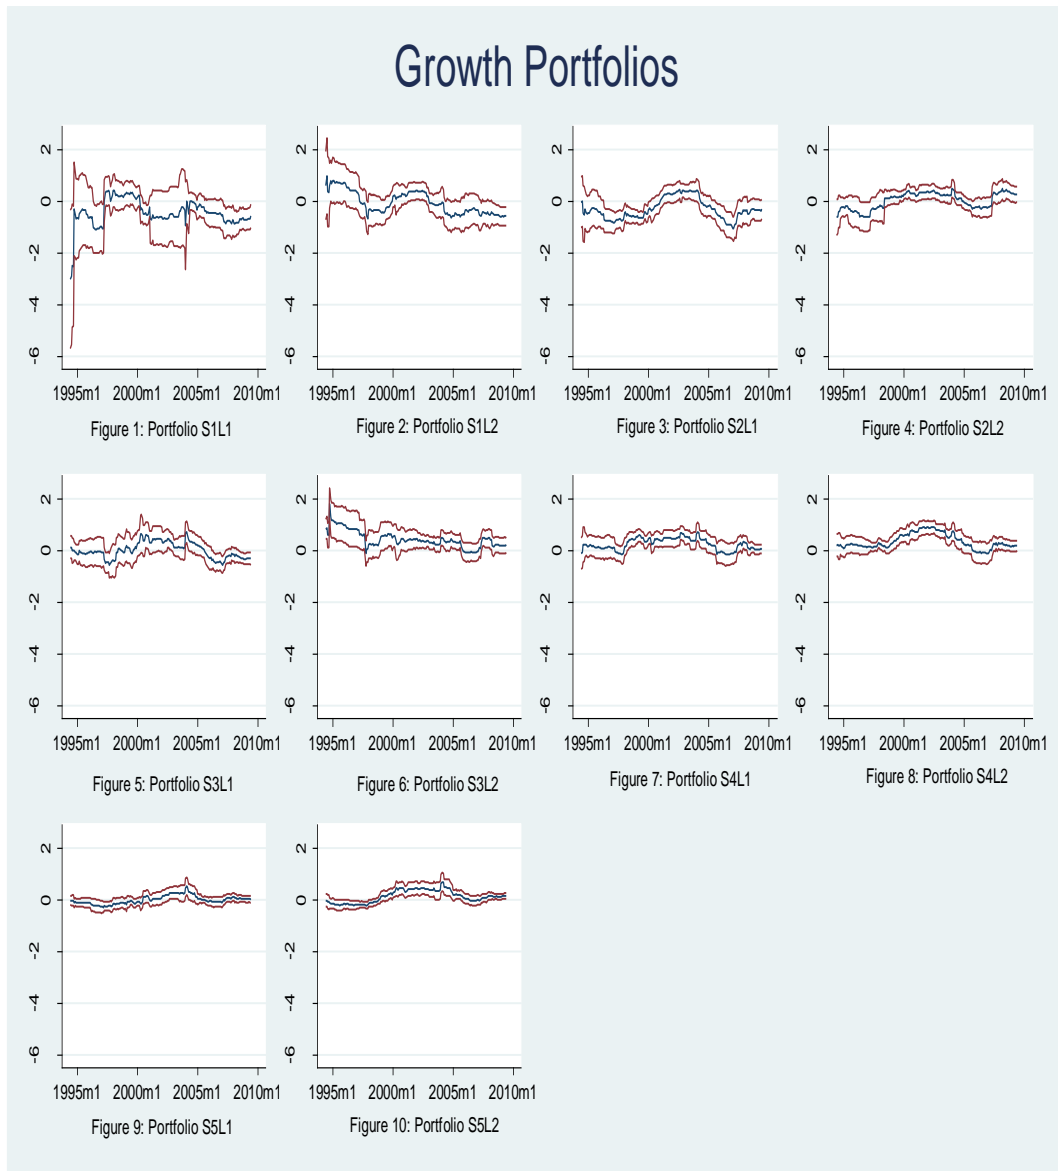 Growth Portfolios
2
0
-2
-4
-6
1995m1 2000m1 2005m1 2010m1
Figure 1: Portfolio S1L1
2
0
-2
-4
-6
1995m1 2000m1 2005m1 2010m1
Figure 2: Portfolio S1L2
2
0
-2
-4
-6
1995m1 2000m1 2005m1 2010m1
Figure 3: Portfolio S2L1
2
0
-2
-4
-6
1995m1 2000m1 2005m1 2010m1
Figure 4: Portfolio S2L2
2
0
-2
-4
-6
1995m1 2000m1 2005m1 2010m1
Figure 5: Portfolio S3L1
2
0
-2
-4
-6
1995m1 2000m1 2005m1 2010m1
Figure 6: Portfolio S3L2
2
0
-2
-4
-6
1995m1 2000m1 2005m1 2010m1
Figure 7: Portfolio S4L1
2
0
-2
-4
-6
1995m1 2000m1 2005m1 2010m1
Figure 8: Portfolio S4L2
2
0
-2
-4
-6
1995m1 2000m1 2005m1 2010m1
Figure 9: Portfolio S5L1
2
0
-2
-4
-6
1995m1 2000m1 2005m1 2010m1
Figure 10: Portfolio S5L2